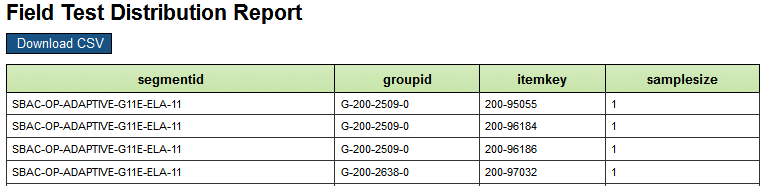 Field Test Distribution Report
Download CSV
segmentid groupid itemkey samplesize
SBAC-OP-ADAPTIVE-G11E-ELA-11 G-200-2509-0 200-95055 1
SBAC-OP-ADAPTIVE-G11E-ELA-11 G-200-2509-0 200-96184 1
SBAC-OP-ADAPTIVE-G11E-ELA-11 G-200-2509-0 200-96186 1
SBAC-OP-ADAPTIVE-G11E-ELA-11 G-200-2638-0 200-97032 1